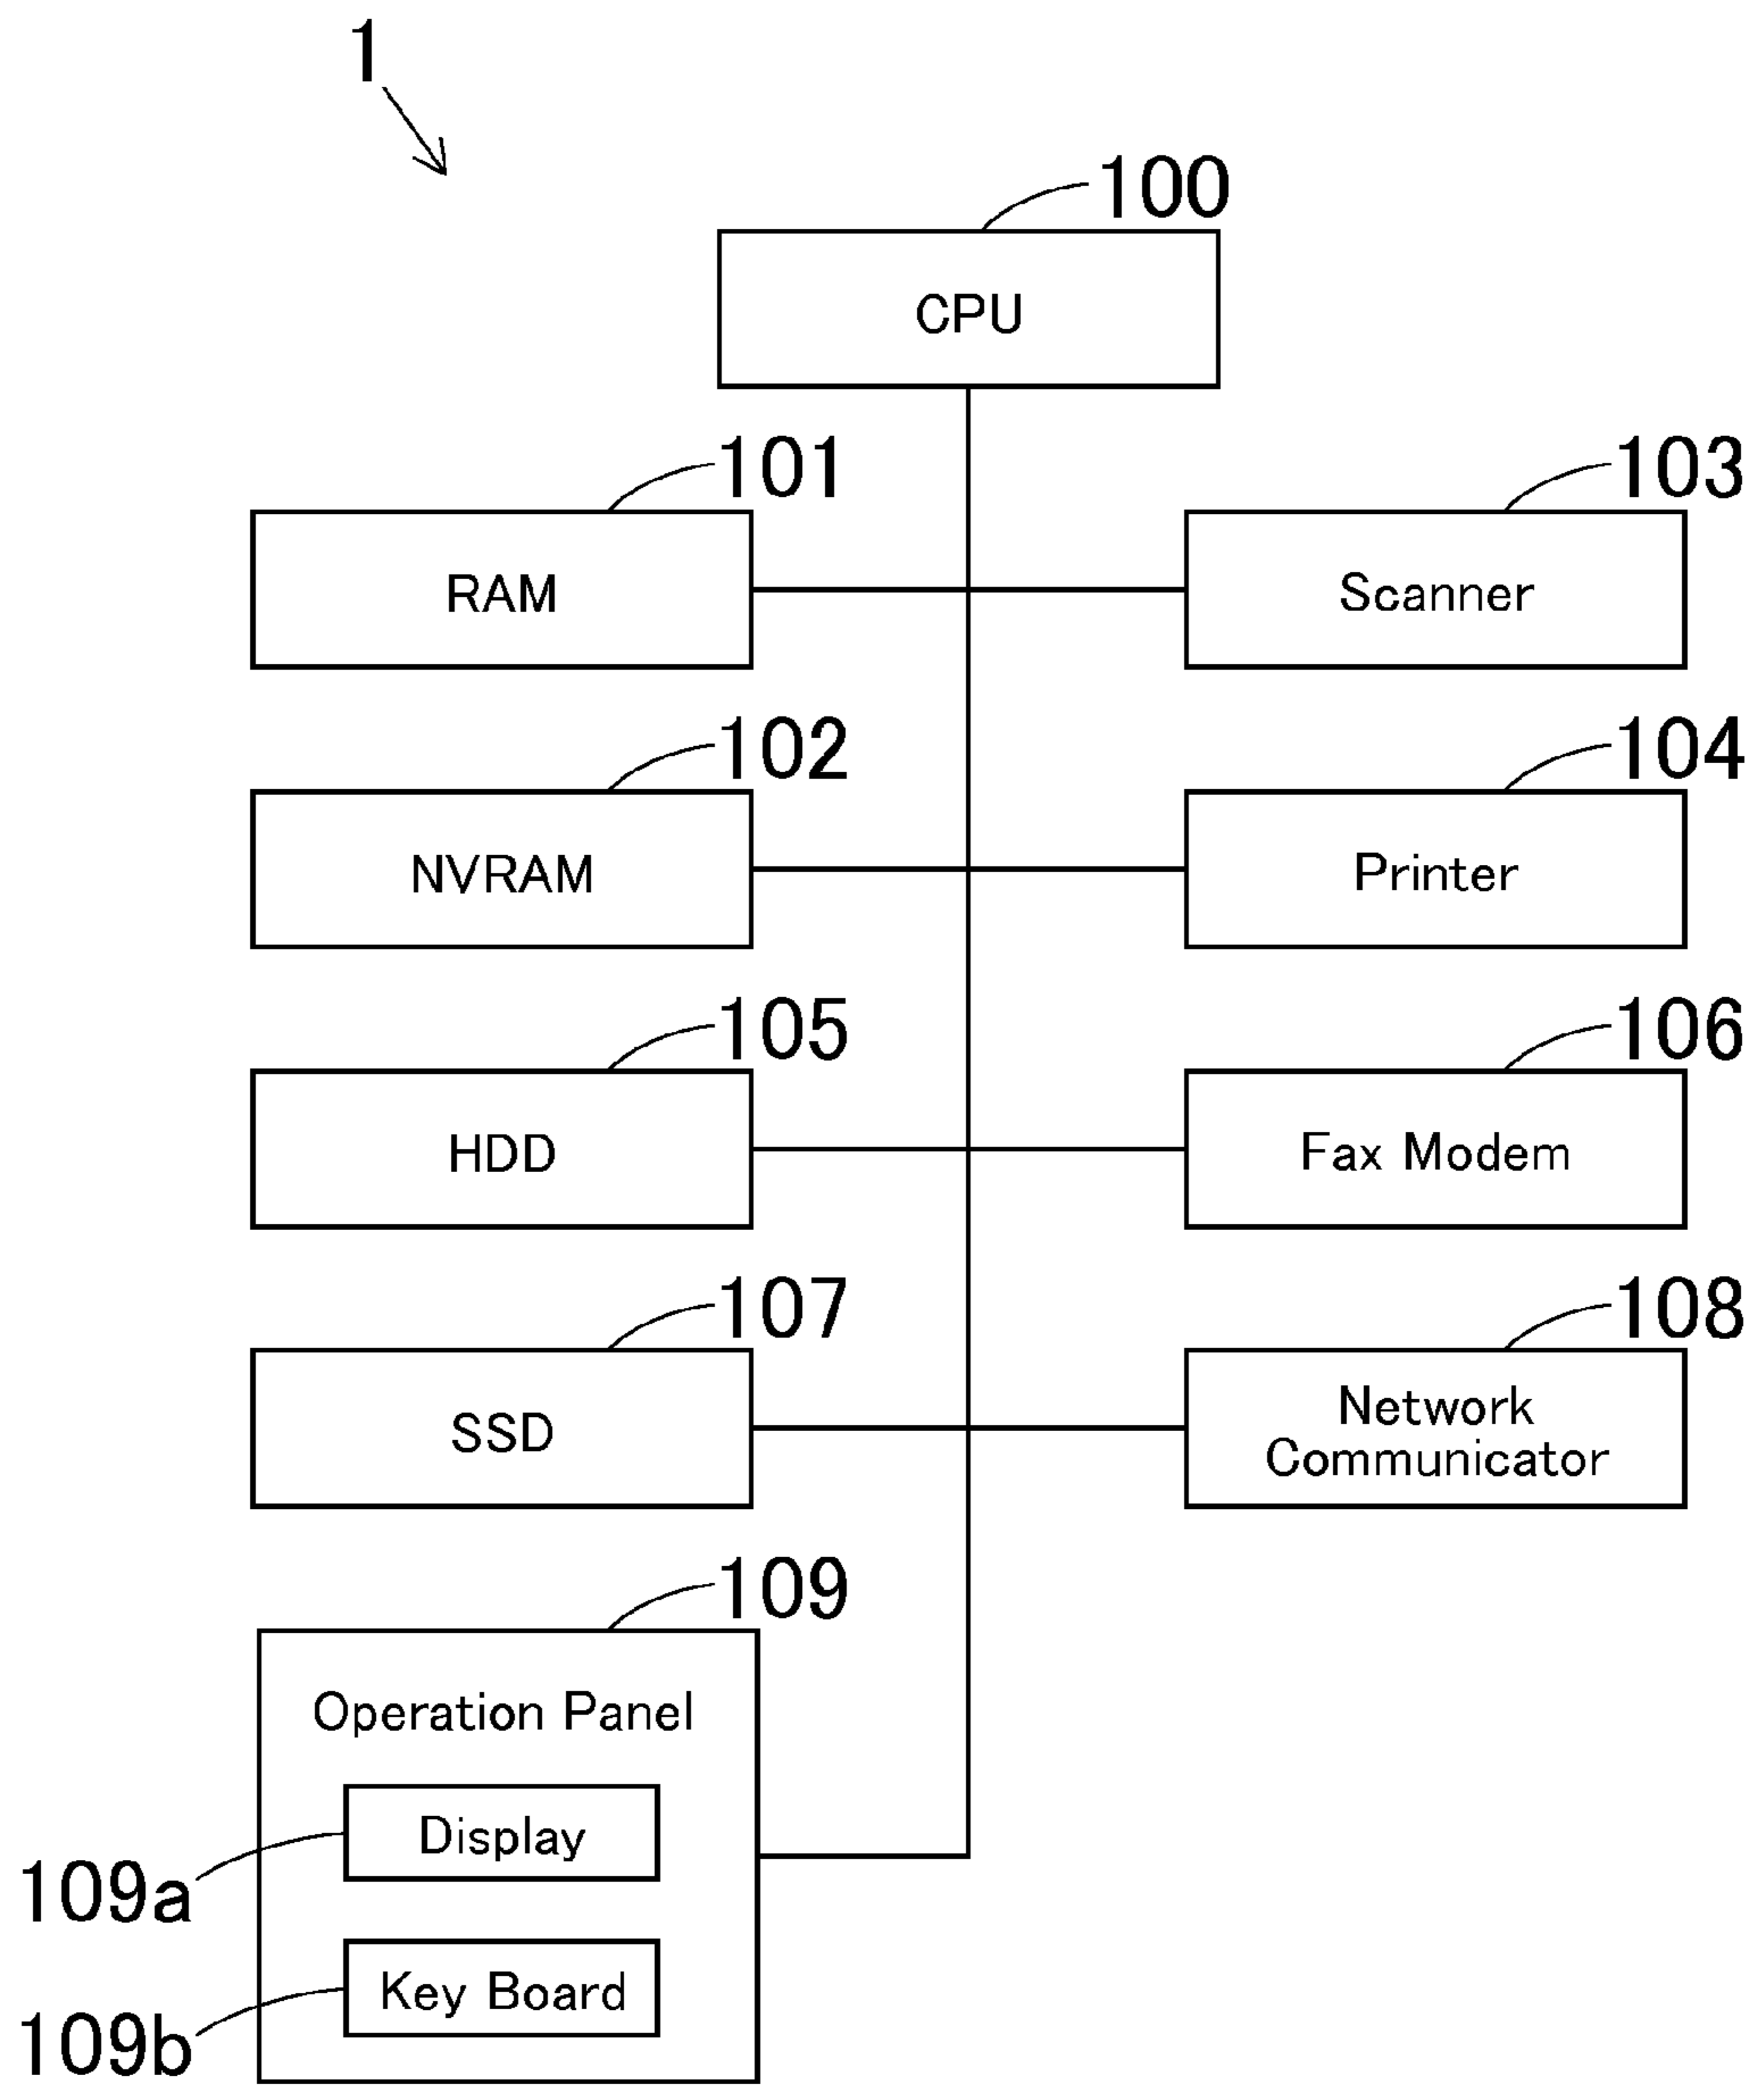 1
100
CPU
101
103
RAM
Scanner
102
104
NVRAM
Printer
105
106
HDD
Fax Modem
107
108
SSD
Network
Communicator
109
Operation Panel
Display
109a
Key Board
109b